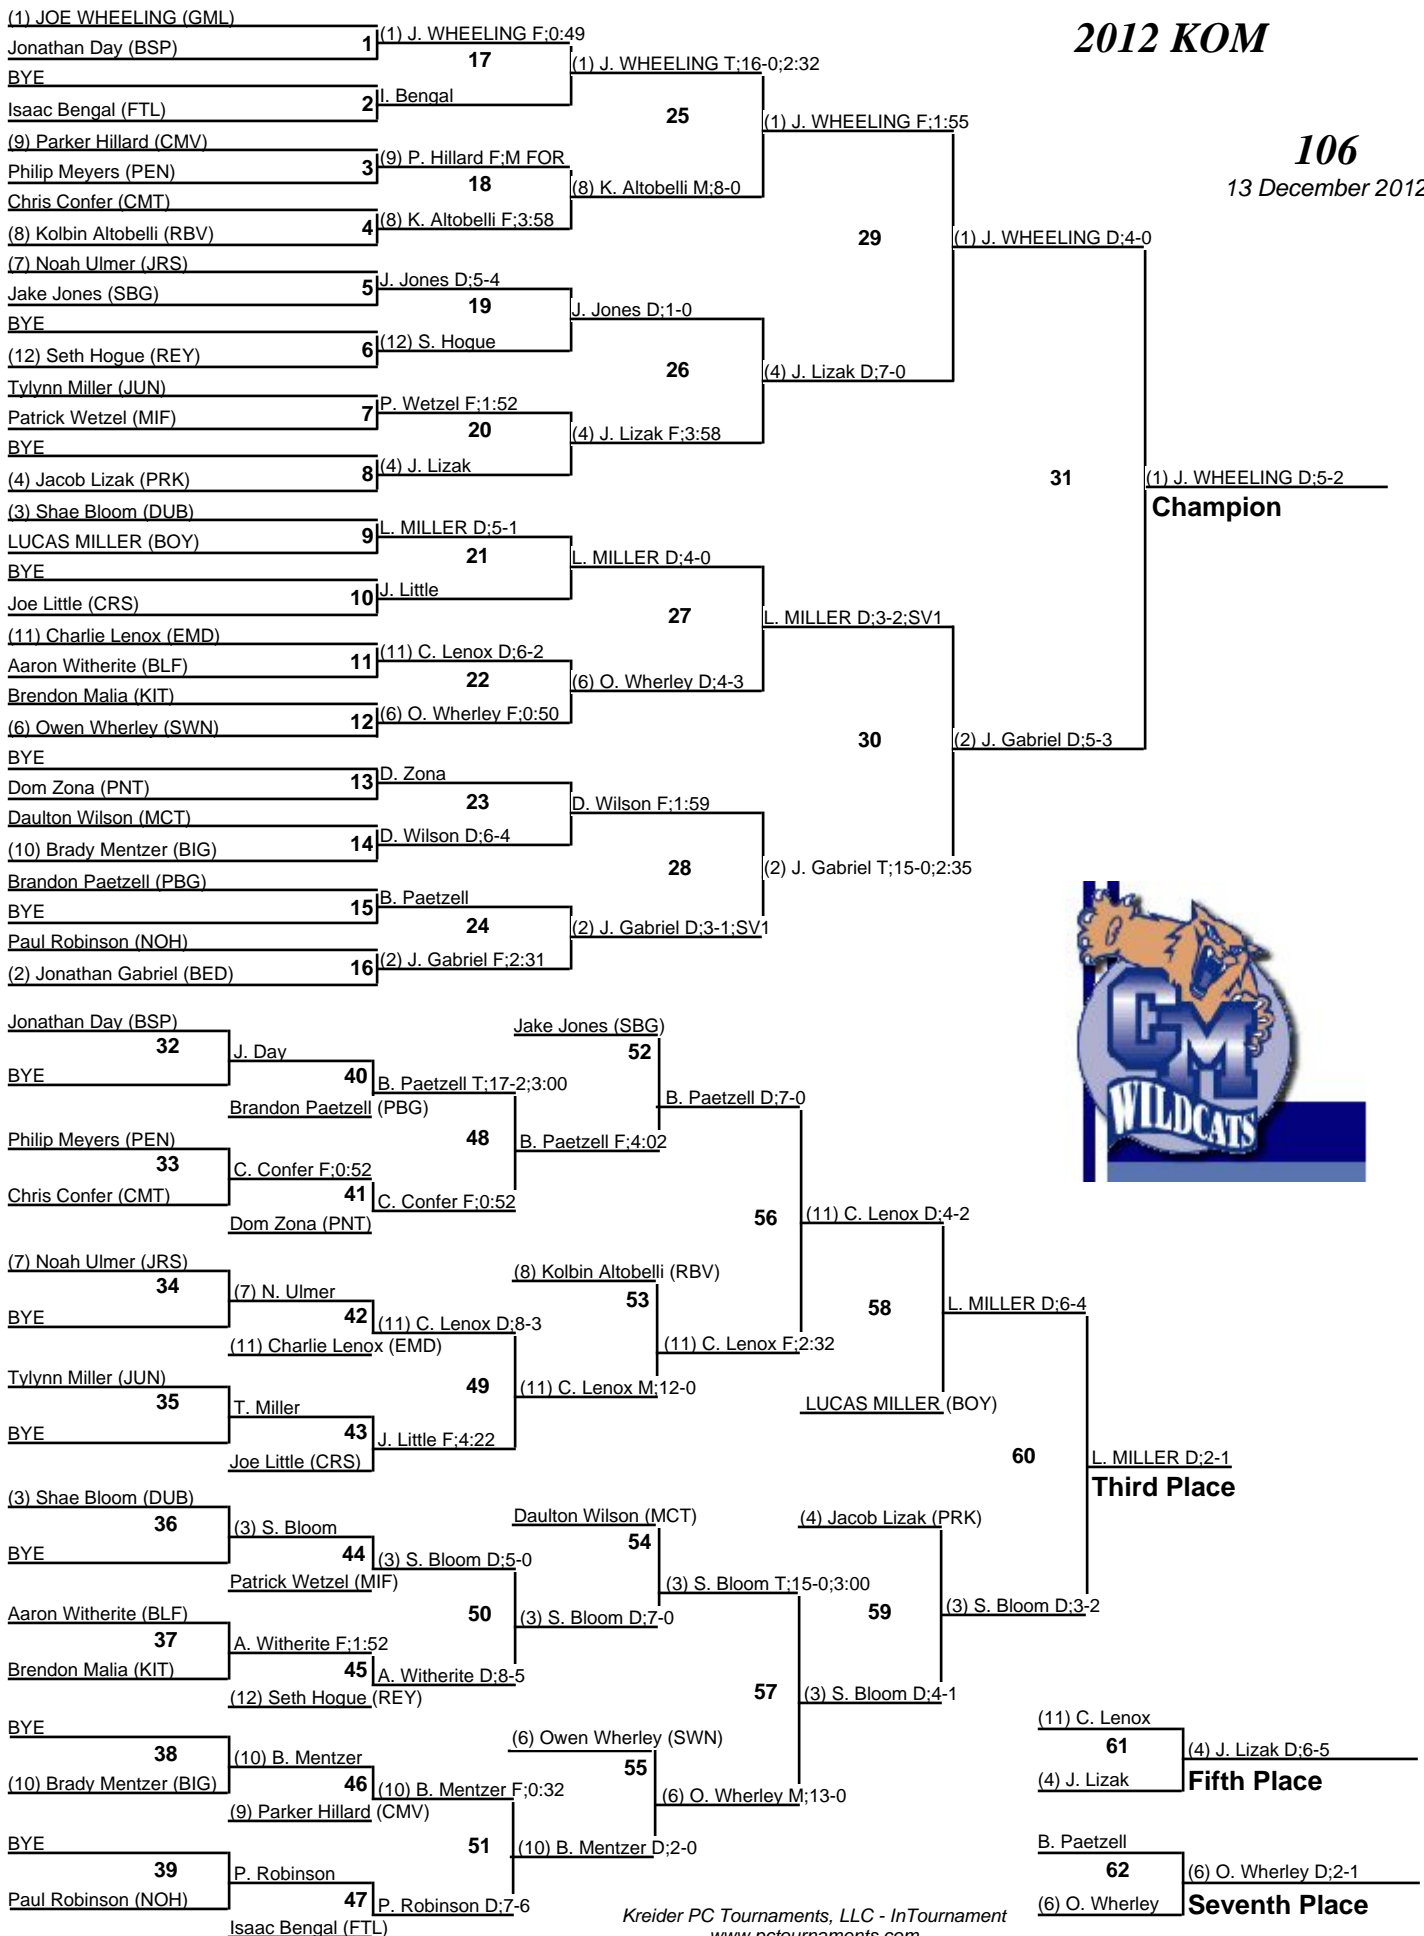 2012 KOM
106
13 December 2012
(1) JOE WHEELING (GML)
Jonathan Day (BSP)
1
(1) J. WHEELING F;0:49
BYE
Isaac Bengal (FTL)
2
I. Bengal
17
(1) J. WHEELING T;16-0;2:32
(9) Parker Hillard (CMV)
Philip Meyers (PEN)
3
(9) P. Hillard F;M FOR
Chris Confer (CMT)
(8) Kolbin Altobelli (RBV)
4
(8) K. Altobelli F;3:58
18
(8) K. Altobelli M;8-0
25
(1) J. WHEELING F;1:55
(7) Noah Ulmer (JRS)
Jake Jones (SBG)
5
J. Jones D;5-4
BYE
(12) Seth Hogue (REY)
6
(12) S. Hogue
19
J. Jones D;1-0
Tylynn Miller (JUN)
Patrick Wetzel (MIF)
7
P. Wetzel F;1:52
BYE
(4) Jacob Lizak (PRK)
8
(4) J. Lizak
20
(4) J. Lizak F;3:58
26
(4) J. Lizak D;7-0
29
(1) J. WHEELING D;4-0
(3) Shae Bloom (DUB)
LUCAS MILLER (BOY)
9
L. MILLER D;5-1
BYE
Joe Little (CRS)
10
J. Little
21
L. MILLER D;4-0
(11) Charlie Lenox (EMD)
Aaron Witherite (BLF)
11
(11) C. Lenox D;6-2
Brendon Malia (KIT)
(6) Owen Wherley (SWN)
12
(6) O. Wherley F;0:50
22
(6) O. Wherley D;4-3
27
L. MILLER D;3-2;SV1
BYE
Dom Zona (PNT)
13
D. Zona
Daulton Wilson (MCT)
(10) Brady Mentzer (BIG)
14
D. Wilson D;6-4
23
D. Wilson F;1:59
Brandon Paetzell (PBG)
BYE
15
B. Paetzell
Paul Robinson (NOH)
(2) Jonathan Gabriel (BED)
16
(2) J. Gabriel F;2:31
24
(2) J. Gabriel D;3-1;SV1
28
(2) J. Gabriel T;15-0;2:35
30
(2) J. Gabriel D;5-3
31
(1) J. WHEELING D;5-2
Champion
CM
WILDCATS
Jonathan Day (BSP)
32
BYE
J. Day
40
Brandon Paetzell (PBG)
B. Paetzell T;17-2;3:00
Philip Meyers (PEN)
33
Chris Confer (CMT)
C. Confer F;0:52
41
Dom Zona (PNT)
C. Confer F;0:52
48
B. Paetzell F;4:02
Jake Jones (SBG)
52
B. Paetzell D;7-0
(7) Noah Ulmer (JRS)
34
BYE
(7) N. Ulmer
42
(11) Charlie Lenox (EMD)
(11) C. Lenox D;8-3
Tylynn Miller (JUN)
35
BYE
T. Miller
43
Joe Little (CRS)
J. Little F;4:22
49
(11) C. Lenox M;12-0
(8) Kolbin Altobelli (RBV)
53
(11) C. Lenox F;2:32
56
(11) C. Lenox D;4-2
58
LUCAS MILLER (BOY)
L. MILLER D;6-4
(3) Shae Bloom (DUB)
36
BYE
(3) S. Bloom
44
Patrick Wetzel (MIF)
(3) S. Bloom D;5-0
Aaron Witherite (BLF)
37
Brendon Malia (KIT)
A. Witherite F;1:52
45
(12) Seth Hogue (REY)
A. Witherite D;8-5
50
(3) S. Bloom D;7-0
Daulton Wilson (MCT)
54
(3) S. Bloom T;15-0;3:00
BYE
38
(10) Brady Mentzer (BIG)
(10) B. Mentzer
46
(9) Parker Hillard (CMV)
(10) B. Mentzer F;0:32
BYE
39
Paul Robinson (NOH)
P. Robinson
47
Isaac Bengal (FTL)
P. Robinson D;7-6
51
(10) B. Mentzer D;2-0
(6) Owen Wherley (SWN)
55
(6) O. Wherley M;13-0
57
(3) S. Bloom D;4-1
(4) Jacob Lizak (PRK)
59
(3) S. Bloom D;3-2
60
L. MILLER D;2-1
Third Place
(11) C. Lenox
61
(4) J. Lizak
(4) J. Lizak D;6-5
Fifth Place
B. Paetzell
62
(6) O. Wherley
(6) O. Wherley D;2-1
Seventh Place
Kreider PC Tournaments, LLC - InTournament
www.pctournaments.com